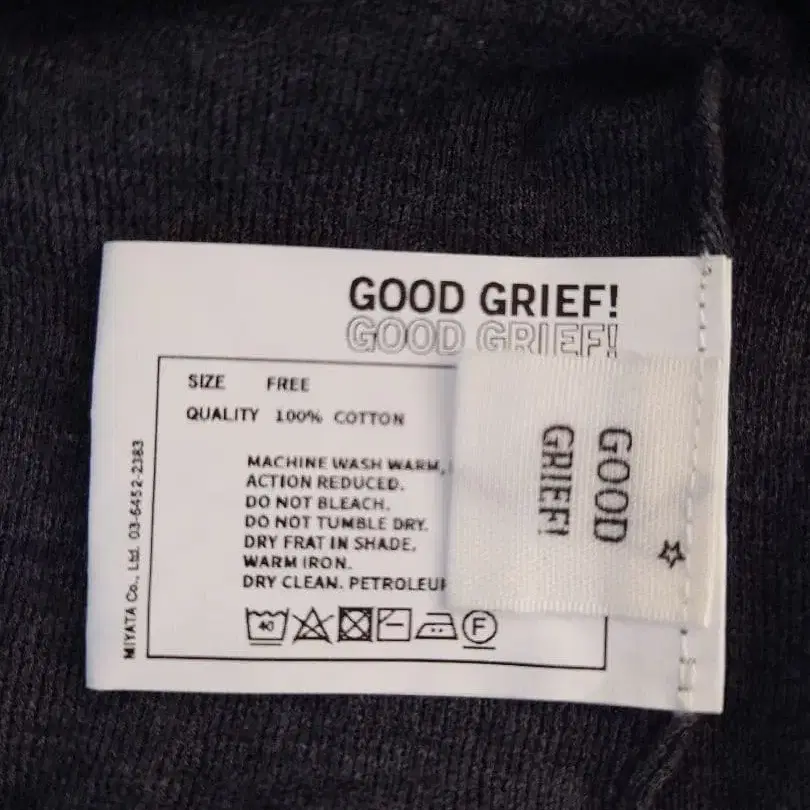 GOOD GRIEF!
GOOD GRIEF!
SIZE FREE
QUALITY 100% COTTON
MACHINE WASH WARM,
ACTION REDUCED.
DO NOT BLEACH.
DO NOT TUMBLE DRY.
DRY FRAT IN SHADE.
WARM IRON.
DRY CLEAN.
40
F
MIYATA Co., Ltd. 03-6452-2383
GOOD
GRIEF!